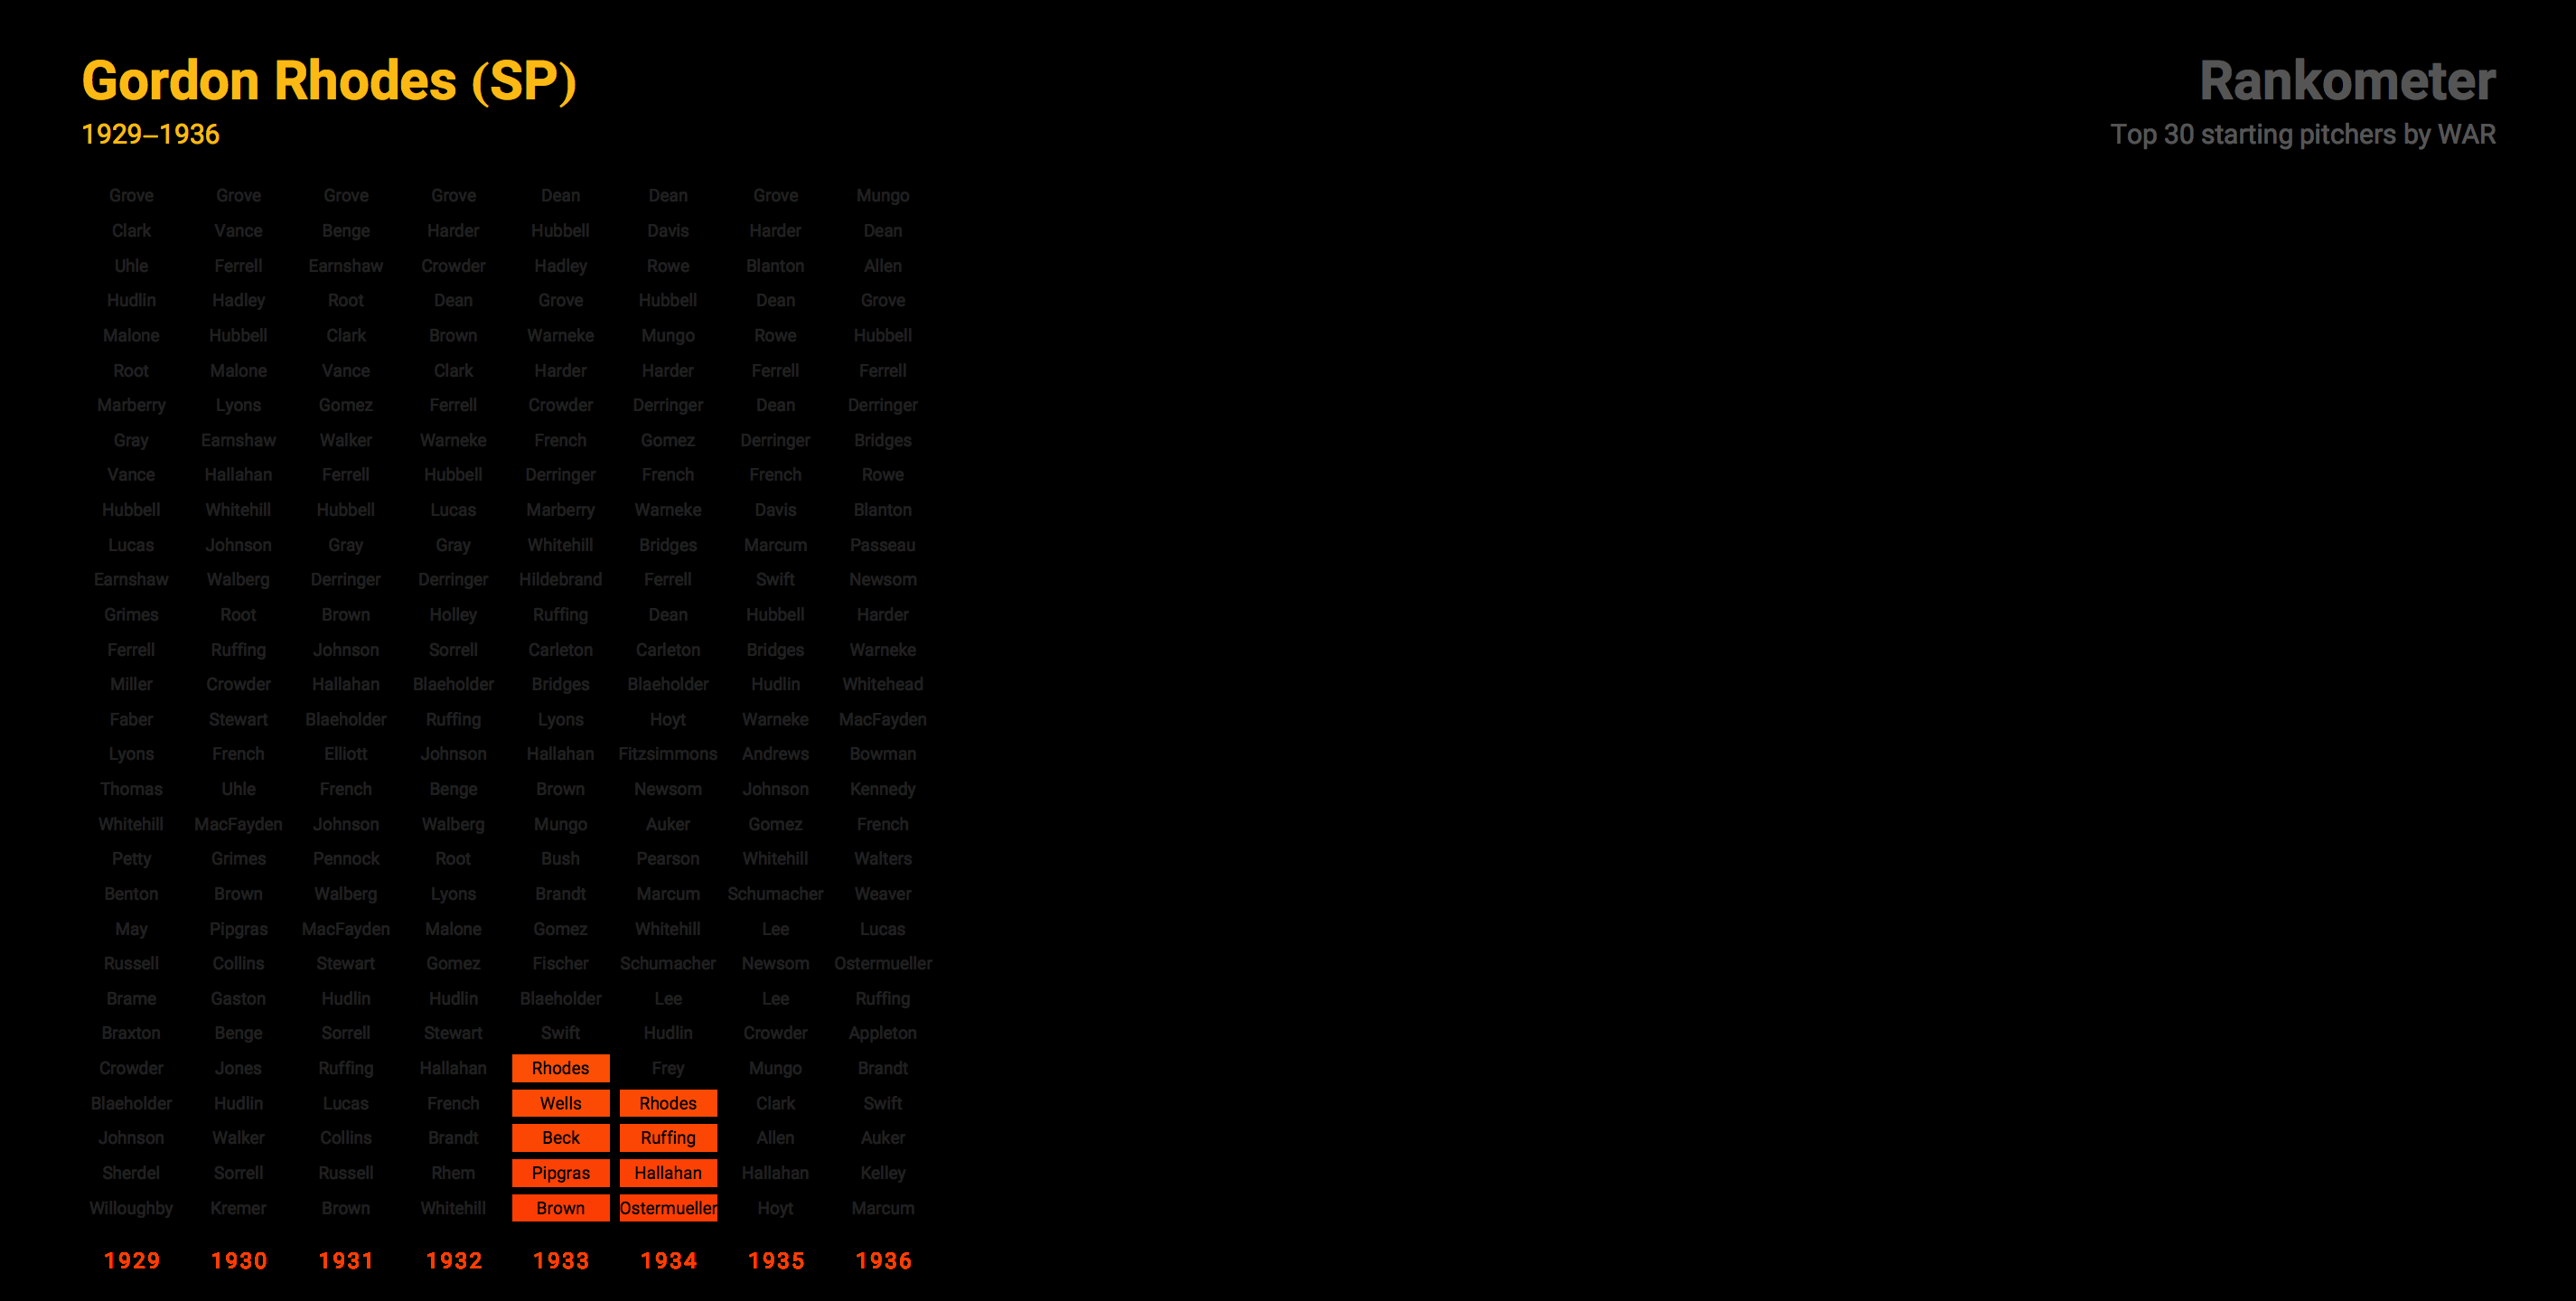 Gordon Rhodes (SP)
1929–1936
Rankometer
Top 30 starting pitchers by WAR
Grove Grove Grove Grove Dean Dean Grove Mungo
Clark Vance Benge Harder Hubbell Davis Harder Dean
Uhle Ferrell Earnshaw Crowder Hadley Rowe Blanton Allen
Hudlin Hadley Root Dean Grove Hubbell Dean Grove
Malone Hubbell Clark Brown Warneke Mungo Rowe Hubbell
Root Malone Vance Clark Harder Harder Ferrell Ferrell
Marberry Lyons Gomez Ferrell Crowder Derringer Dean Derringer
Gray Earnshaw Walker Warneke French Gomez Derringer Bridges
Vance Hallahan Ferrell Hubbell Derringer French French Rowe
Hubbell Whitehill Hubbell Lucas Marberry Warneke Davis Blanton
Lucas Johnson Gray Gray Whitehill Bridges Marcum Passeau
Earnshaw Walberg Derringer Derringer Hildebrand Ferrell Swift Newsom
Grimes Root Brown Holley Ruffing Dean Hubbell Harder
Ferrell Ruffing Johnson Sorrell Carleton Carleton Bridges Warneke
Miller Crowder Hallahan Blaeholder Bridges Blaeholder Hudlin Whitehead
Faber Stewart Blaeholder Ruffing Lyons Hoyt Warneke MacFayden
Lyons French Elliott Johnson Hallahan Fitzsimmons Andrews Bowman
Thomas Uhle French Benge Brown Newsom Johnson Kennedy
Whitehill MacFayden Johnson Walberg Mungo Auker Gomez French
Petty Grimes Pennock Root Bush Pearson Whitehill Walters
Benton Brown Walberg Lyons Brandt Marcum Schumacher Weaver
May Pipgras MacFayden Malone Gomez Whitehill Lee Lucas
Russell Collins Stewart Gomez Fischer Schumacher Newsom Ostermueller
Brame Gaston Hudlin Hudlin Blaeholder Lee Lee Ruffing
Braxton Benge Sorrell Stewart Swift Hudlin Crowder Appleton
Crowder Jones Ruffing Hallahan Rhodes Frey Mungo Brandt
Blaeholder Hudlin Lucas French Wells Rhodes Clark Swift
Johnson Walker Collins Brandt Beck Ruffing Allen Auker
Sherdel Sorrell Russell Rhem Pipgras Hallahan Hallahan Kelley
Willoughby Kremer Brown Whitehill Brown Ostermueller Hoyt Marcum
1929 1930 1931 1932 1933 1934 1935 1936